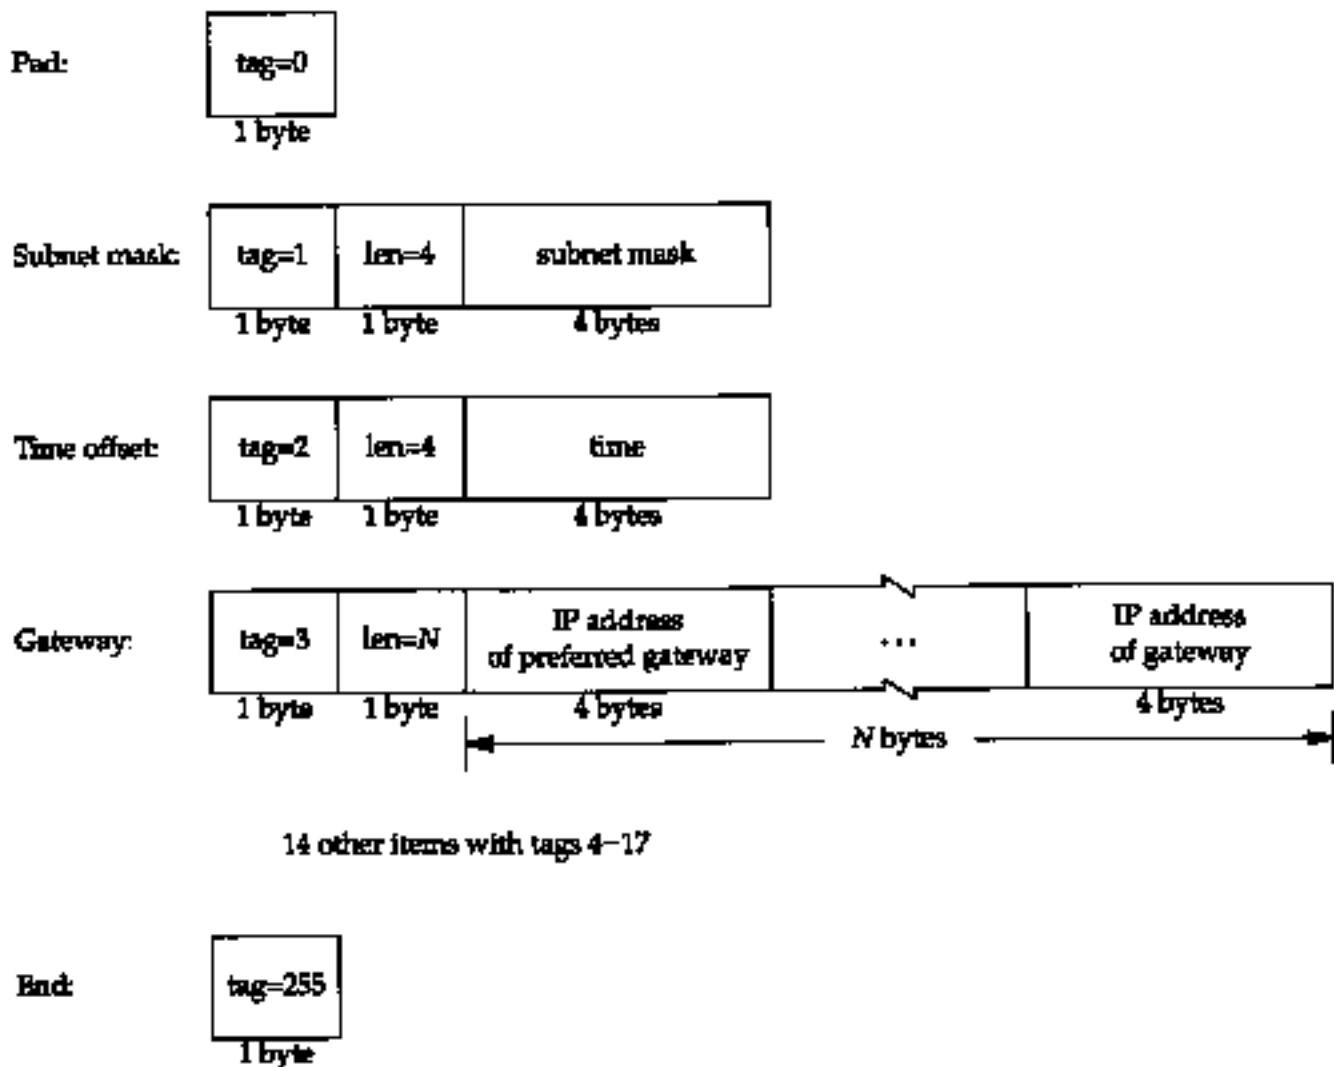 Pad:
tag=0
1 byte
Subnet mask:
tag=1
len=4
subnet mask
1 byte
1 byte
4 bytes
Time offset:
tag=2
len=4
time
1 byte
1 byte
4 bytes
Gateway:
tag=3
len=N
IP address
of preferred gateway
...
IP address
of gateway
1 byte
1 byte
4 bytes
4 bytes
N bytes
14 other items with tags 4−17
End:
tag=255
1 byte